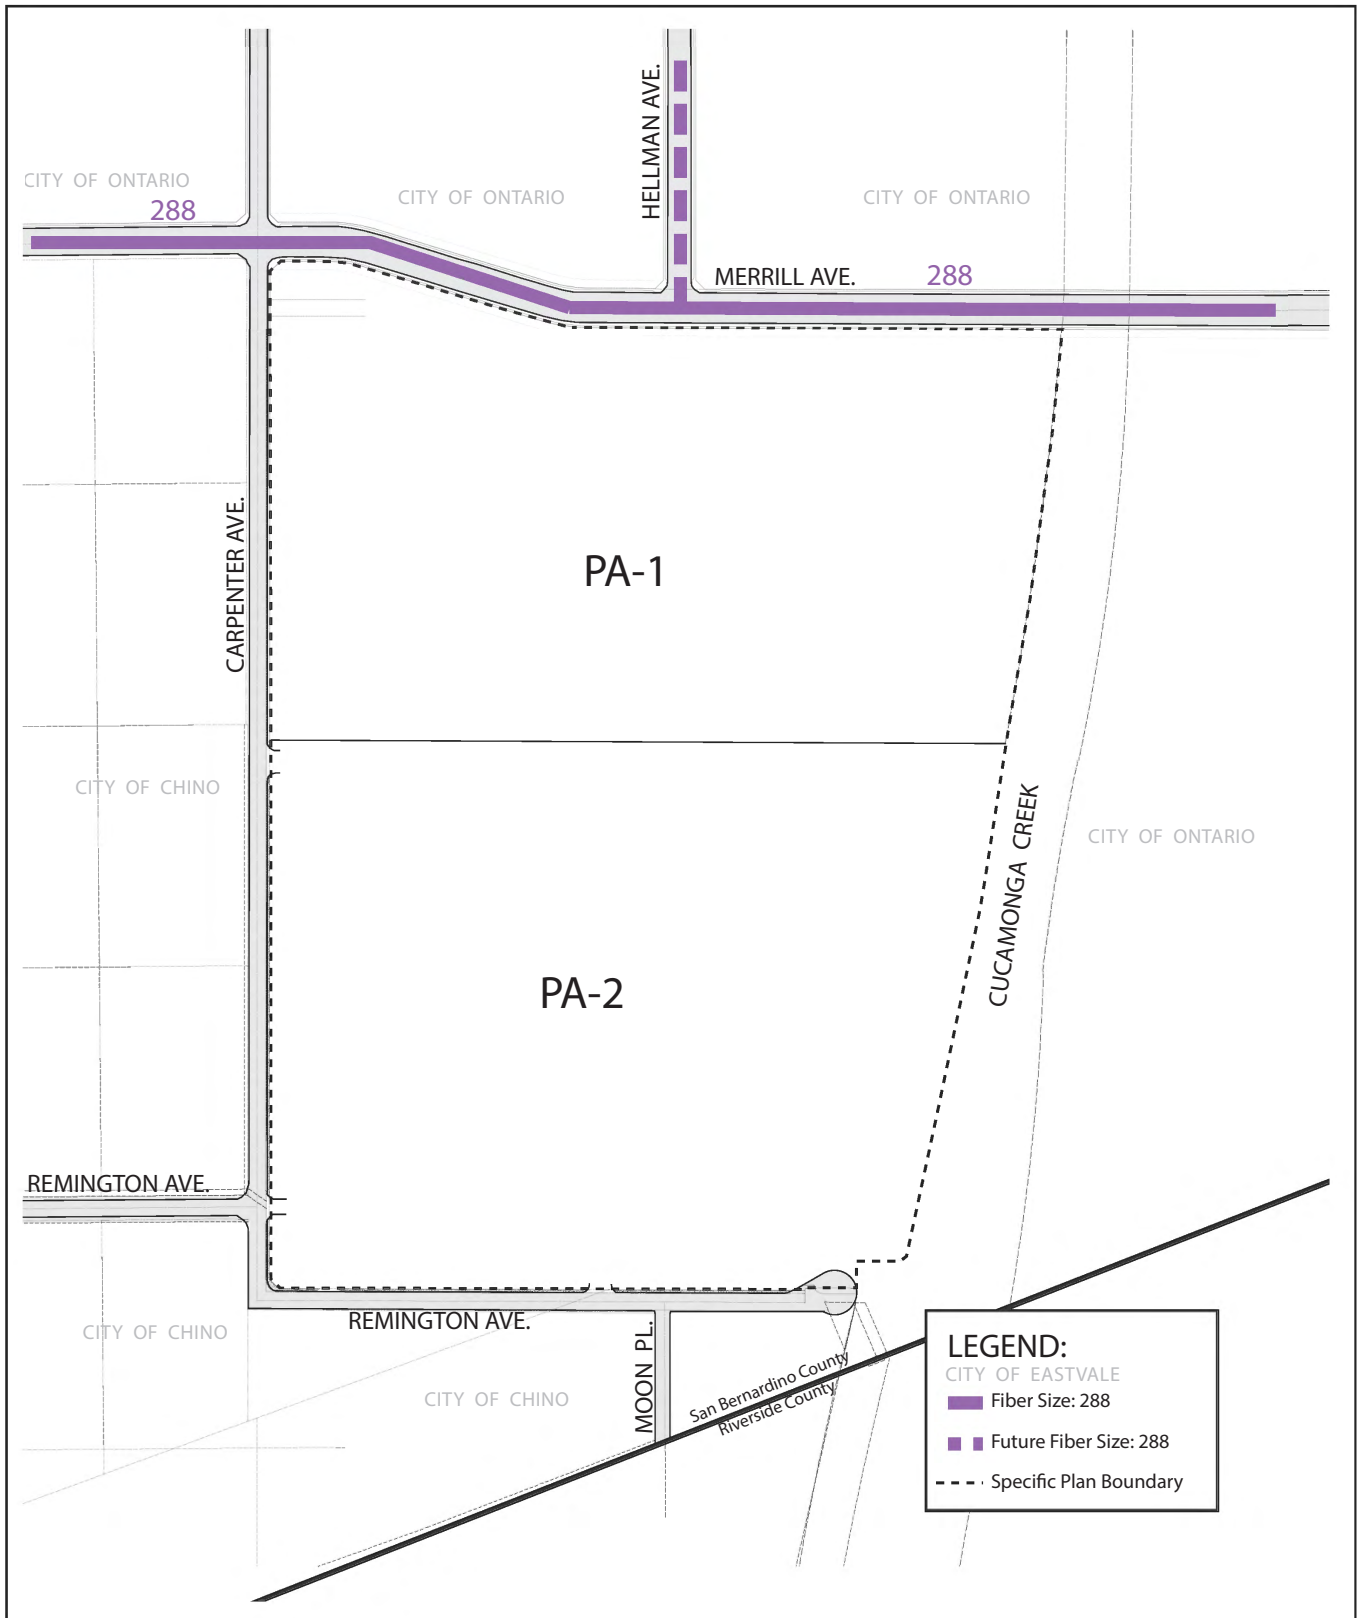 HELLMAN AVE.
CITY OF ONTARIO
CITY OF ONTARIO
CITY OF ONTARIO
288
MERRILL AVE.
288
CARPENTER AVE.
PA-1
CITY OF CHINO
CUCAMONGA CREEK
CITY OF ONTARIO
PA-2
REMINGTON AVE.
REMINGTON AVE.
CITY OF CHINO
MOON PL.
CITY OF CHINO
San Bernardino County
Riverside County
LEGEND:
CITY OF EASTVALE
Fiber Size: 288
Future Fiber Size: 288
Specific Plan Boundary